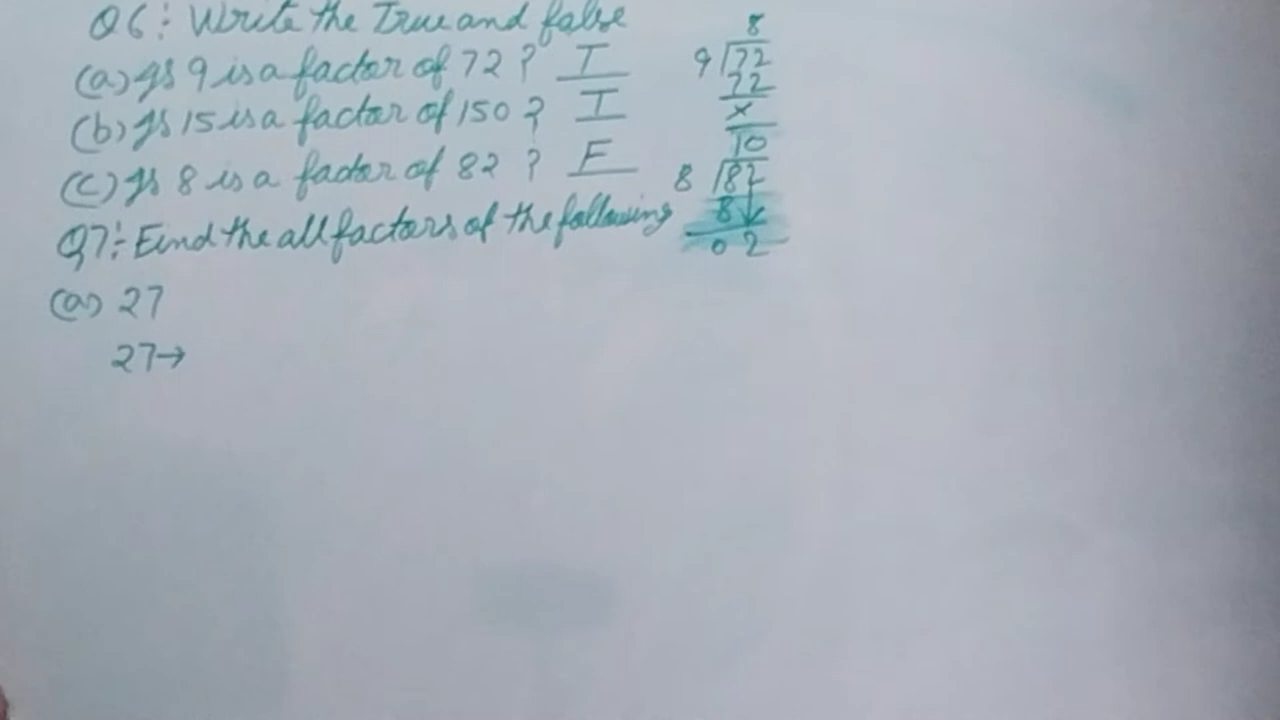 Q6:- Write the True and false
(a) Is 9 is a factor of 72 ? T
(b) Is 15 is a factor of 150 ? T
(c) Is 8 is a factor of 82 ? F
Q7:- Find the all factors of the following
(a) 27
27→
8
9 72
72
×
10
8 82
8
02